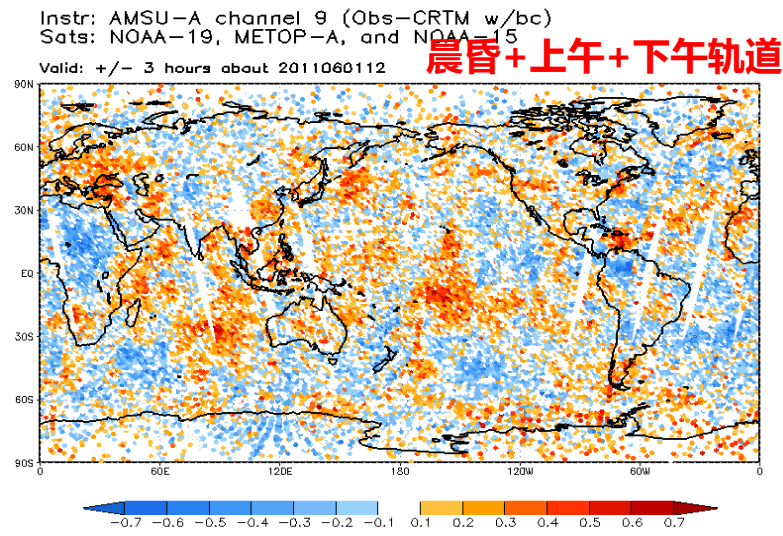 Instr: AMSU-A channel 9 (Obs-CRTM w/bc)
Sats: NOAA-19, METOP-A, and NOAA-15
晨昏+上午+下午轨道
Valid: +/- 3 hours about 2011060112
90N
60N
30N
EQ
30S
60S
90S
0 60E 120E 180 120W 60W 0
-0.7 -0.6 -0.5 -0.4 -0.3 -0.2 -0.1 0.1 0.2 0.3 0.4 0.5 0.6 0.7